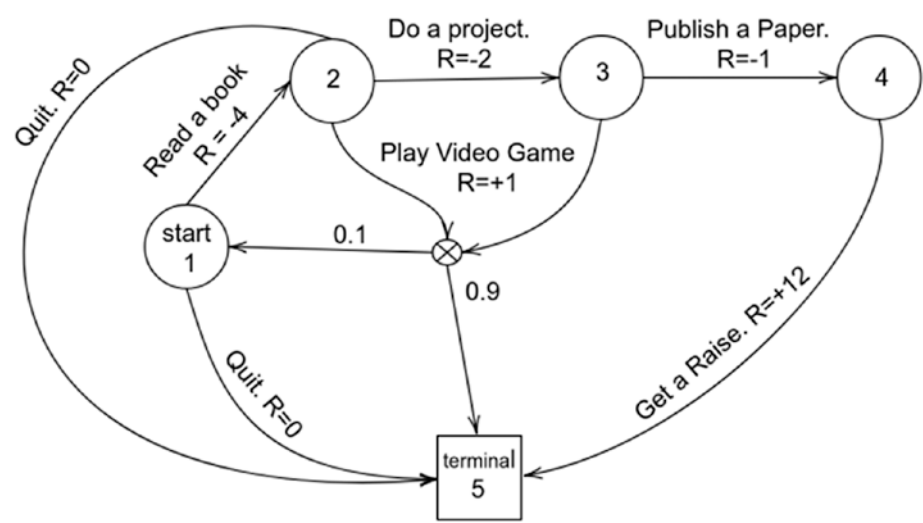 Do a project.
R=-2
Publish a Paper.
R=-1
2
3
4
Quit. R=0
Read a book
R = -4
Play Video Game
R=+1
start
1
0.1
0.9
Quit. R=0
Get a Raise. R=+12
terminal
5